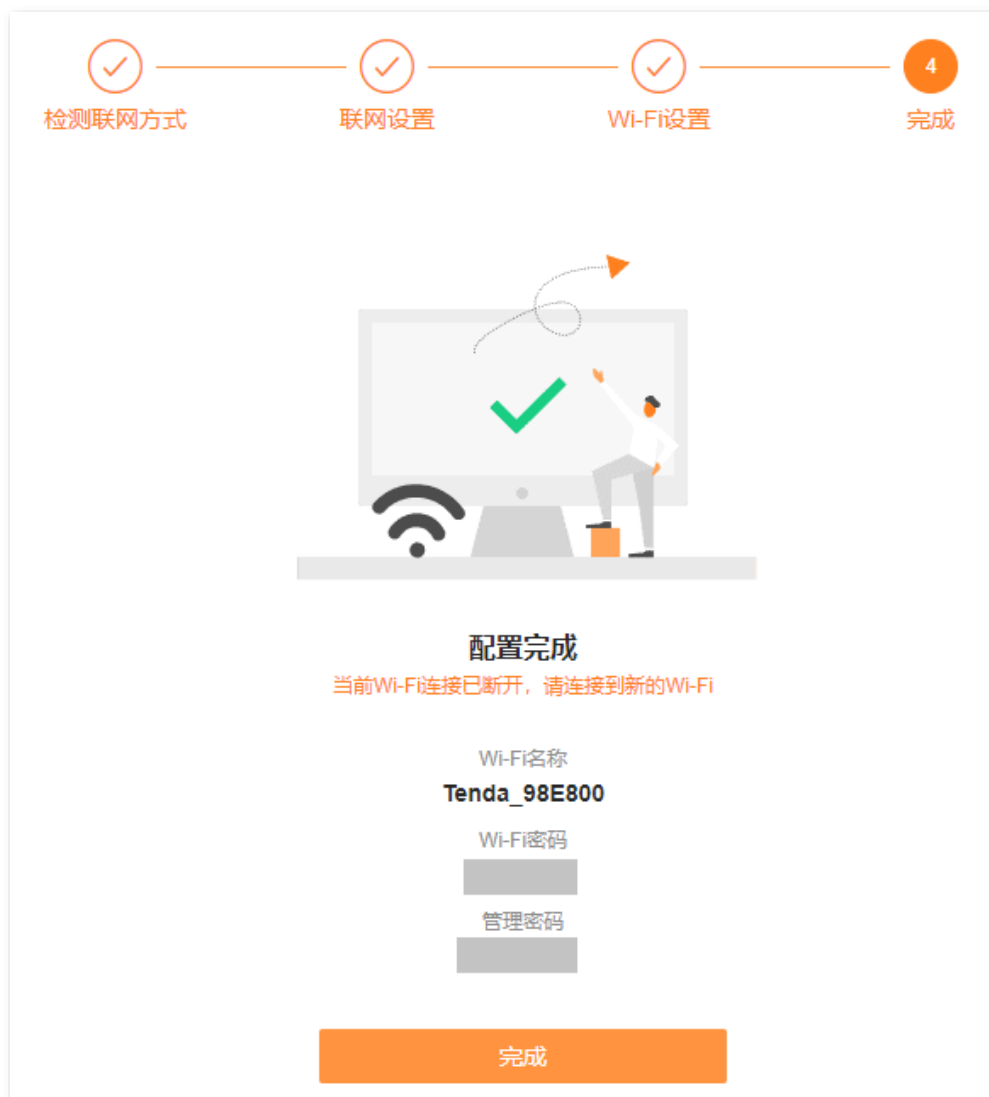 4
检测联网方式
联网设置
Wi-Fi设置
完成
配置完成
当前Wi-Fi连接已断开，请连接到新的Wi-Fi
Wi-Fi名称
Tenda_98E800
Wi-Fi密码
管理密码
完成